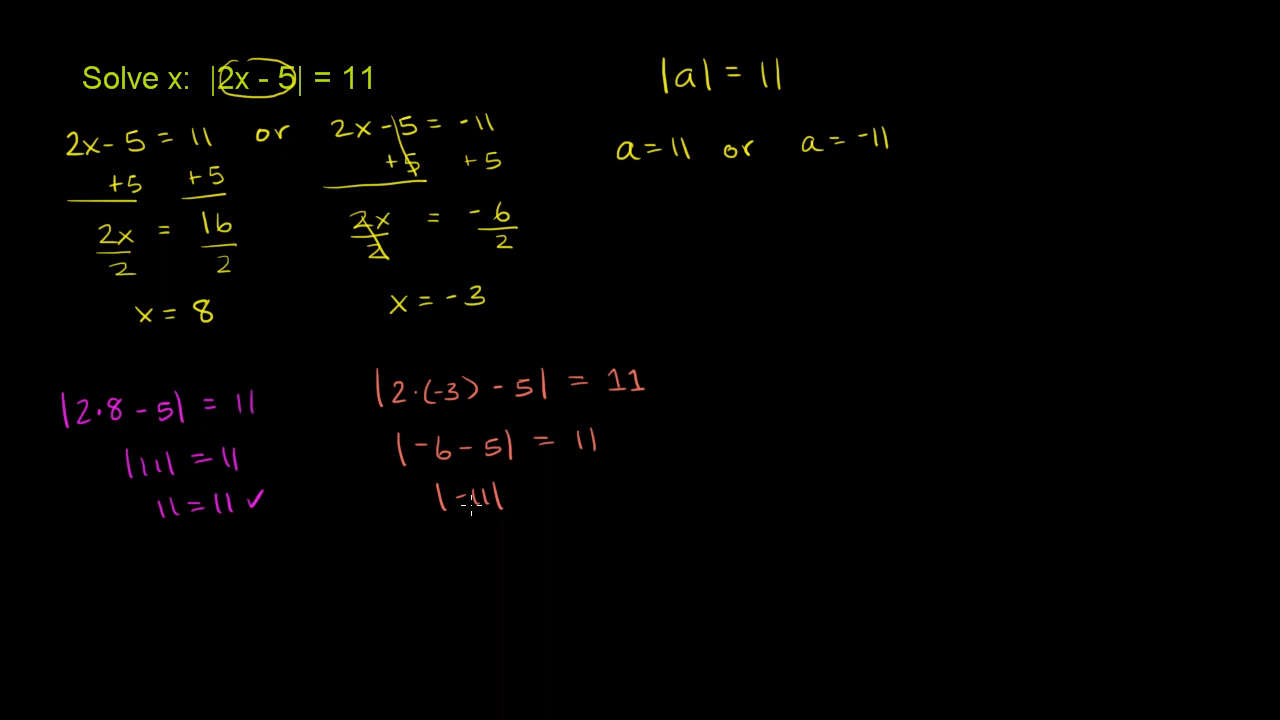 Solve x: |2x - 5| = 11
2x - 5 = 11 or 2x - 5 = -11
+5 +5 +5 +5
2x/2 = 16/2 2x/2 = -6/2
x = 8 x = -3
|a| = 11
a = 11 or a = -11
|2·8 - 5| = 11
|11| = 11
11 = 11 ✓
|2·(-3) - 5| = 11
|-6 - 5| = 11
|-11|